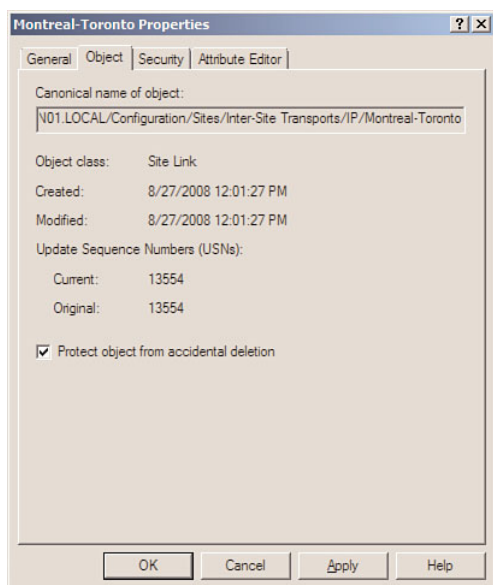 Montreal-Toronto Properties
General Object Security Attribute Editor
Canonical name of object:
V01.LOCAL/Configuration/Sites/Inter-Site Transports/IP/Montreal-Toronto
Object class: Site Link
Created: 8/27/2008 12:01:27 PM
Modified: 8/27/2008 12:01:27 PM
Update Sequence Numbers (USNs):
Current: 13554
Original: 13554
Protect object from accidental deletion
OK Cancel Apply Help